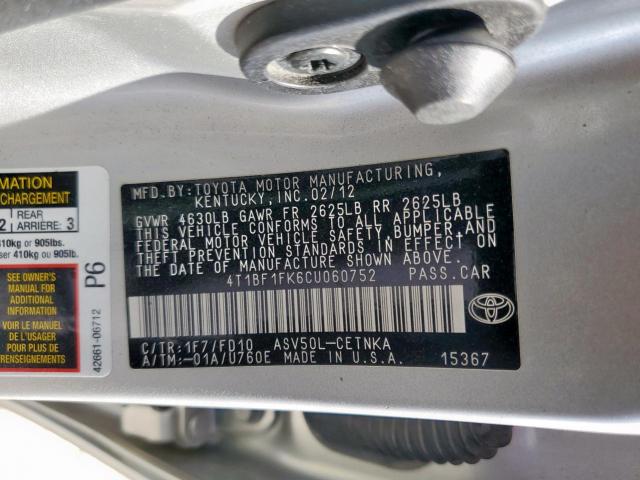 MATION
DECHARGEMENT
2 REAR ARRIÈRE: 3
410kg or 905lbs.
ser 410kg ou 905lb.
SEE OWNER'S
MANUAL FOR
ADDITIONAL
INFORMATION
VOIR LE MANUEL
DE L'USAGER
POUR PLUS DE
RENSEIGNEMENTS
P6
42661-06712
MFD.BY:TOYOTA MOTOR MANUFACTURING,
KENTUCKY,INC.02/12
GVWR 4630LB GAWR FR 2625LB RR 2625LB
THIS VEHICLE CONFORMS TO ALL APPLICABLE
FEDERAL MOTOR VEHICLE SAFETY,BUMPER,AND
THEFT PREVENTION STANDARDS IN EFFECT ON
THE DATE OF MANUFACTURE SHOWN ABOVE.
4T1BF1FK6CU060752 PASS.CAR
C/TR:1F7/FD10 ASV50L-CETNKA
A/TM:-01A/U760E MADE IN U.S.A.
15367
TOYOTA